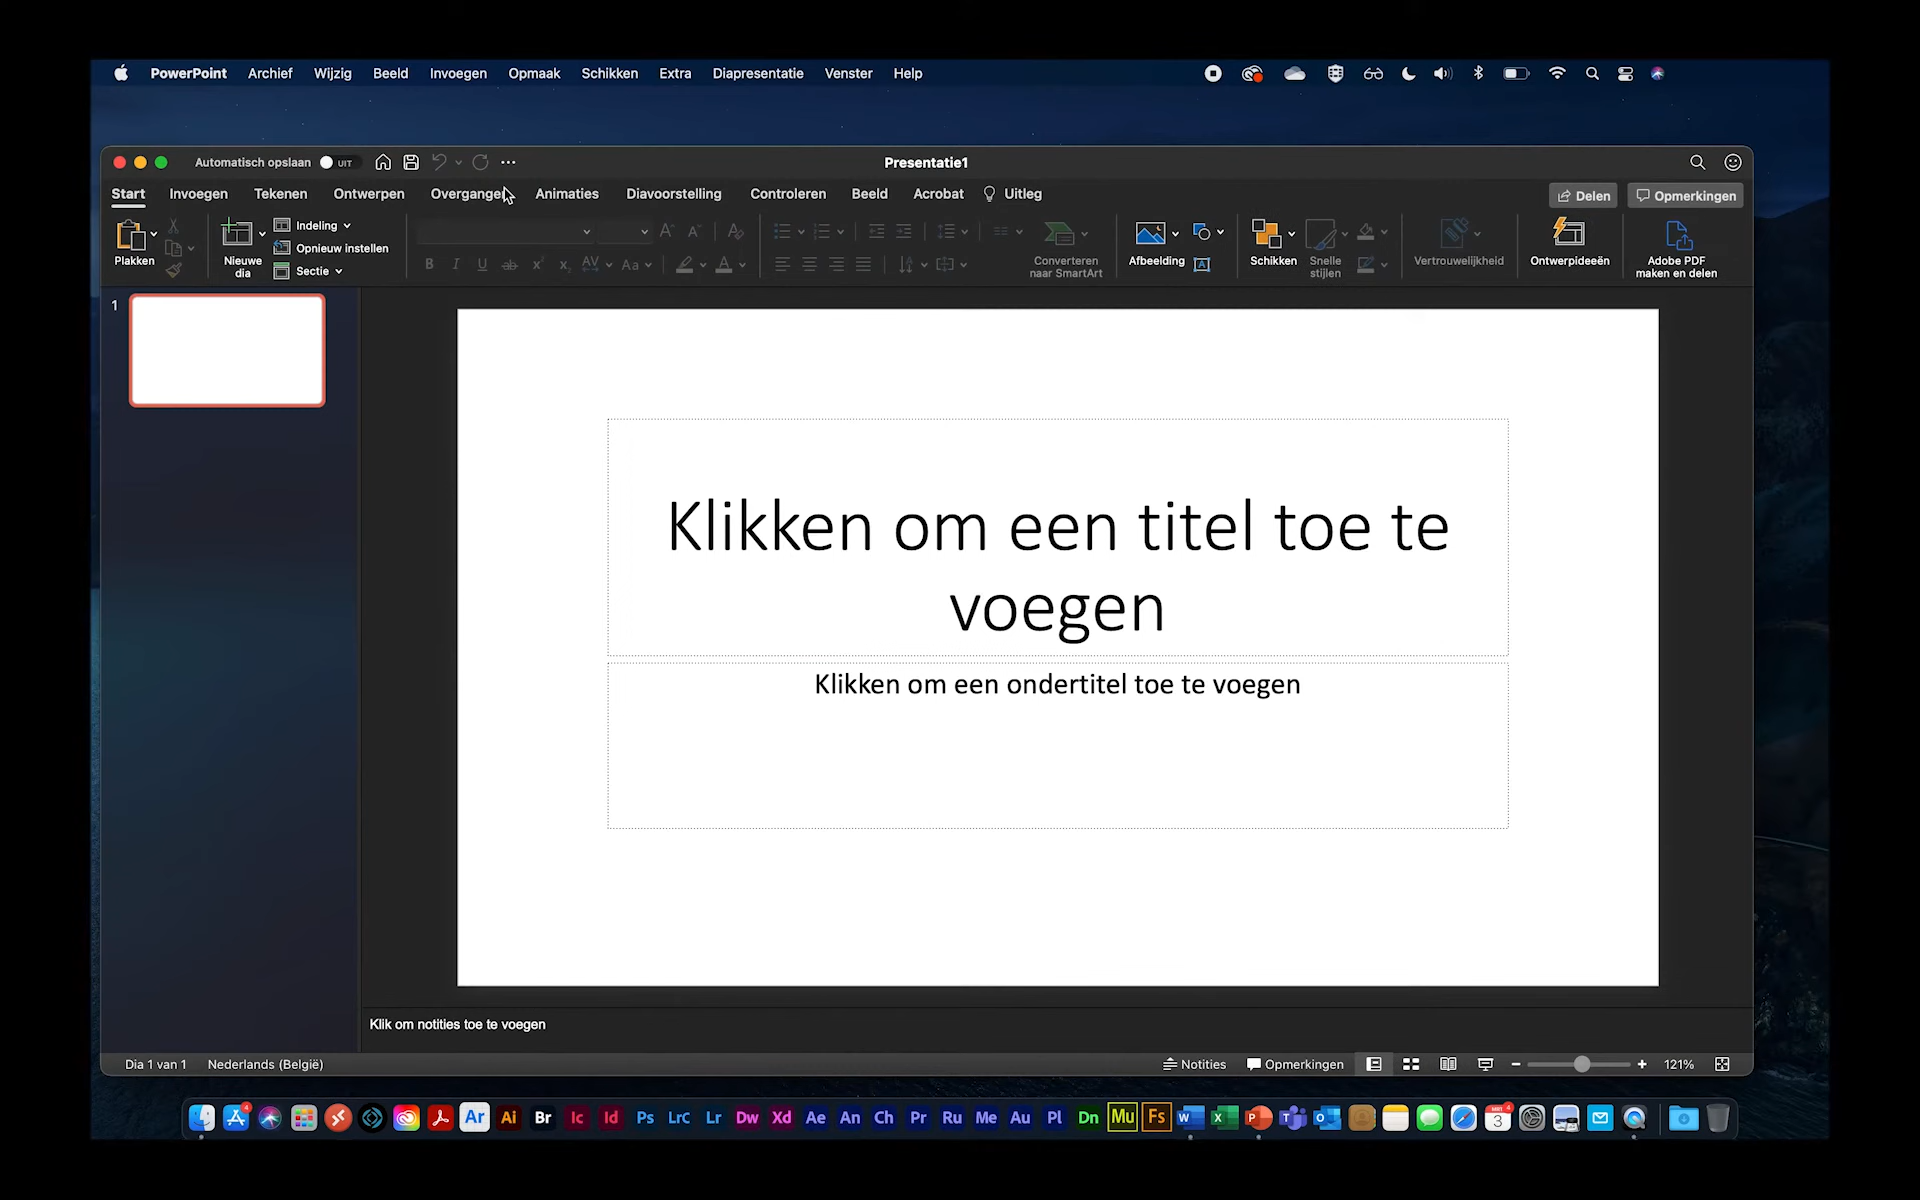 PowerPoint Archief Wijzig Beeld Invoegen Opmaak Schikken Extra Diapresentatie Venster Help
Automatisch opslaan UIT
Presentatie1
Start Invoegen Tekenen Ontwerpen Overgangen Animaties Diavoorstelling Controleren Beeld Acrobat Uitleg
Delen Opmerkingen
Plakken
Nieuwe
dia
Indeling
Opnieuw instellen
Sectie
Converteren
naar SmartArt
Afbeelding
Schikken
Snelle
stijlen
Vertrouwelijkheid
Ontwerpideeën
Adobe PDF
maken en delen
1
Klikken om een titel toe te
voegen
Klikken om een ondertitel toe te voegen
Klik om notities toe te voegen
Dia 1 van 1 Nederlands (België) Notities Opmerkingen 121%
Ar Ai Br Ic Id Ps LrC Lr Dw Xd Ae An Ch Pr Ru Me Au Pl Dn Mu Fs